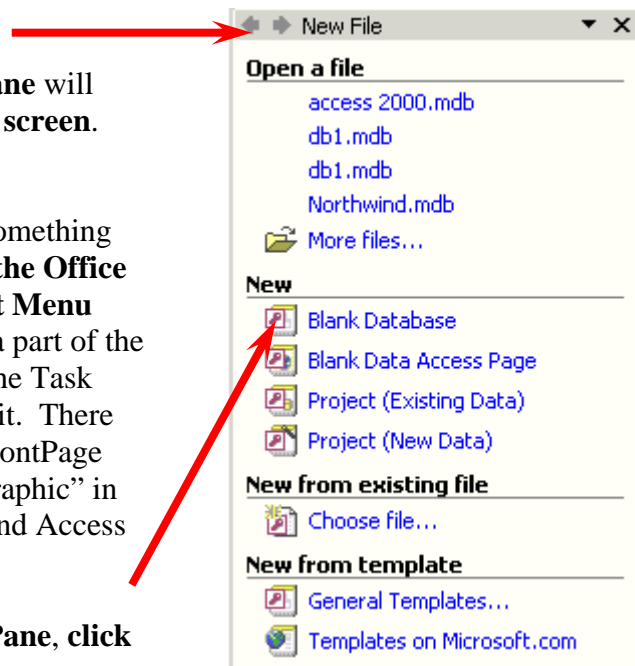 ane will
screen.
omething
the Office
t Menu
a part of the
ne Task
it. There
ontPage
raphic” in
nd Access
Pane, click
New File
Open a file
access 2000.mdb
db1.mdb
db1.mdb
Northwind.mdb
More files...
New
Blank Database
Blank Data Access Page
Project (Existing Data)
Project (New Data)
New from existing file
Choose file...
New from template
General Templates...
Templates on Microsoft.com